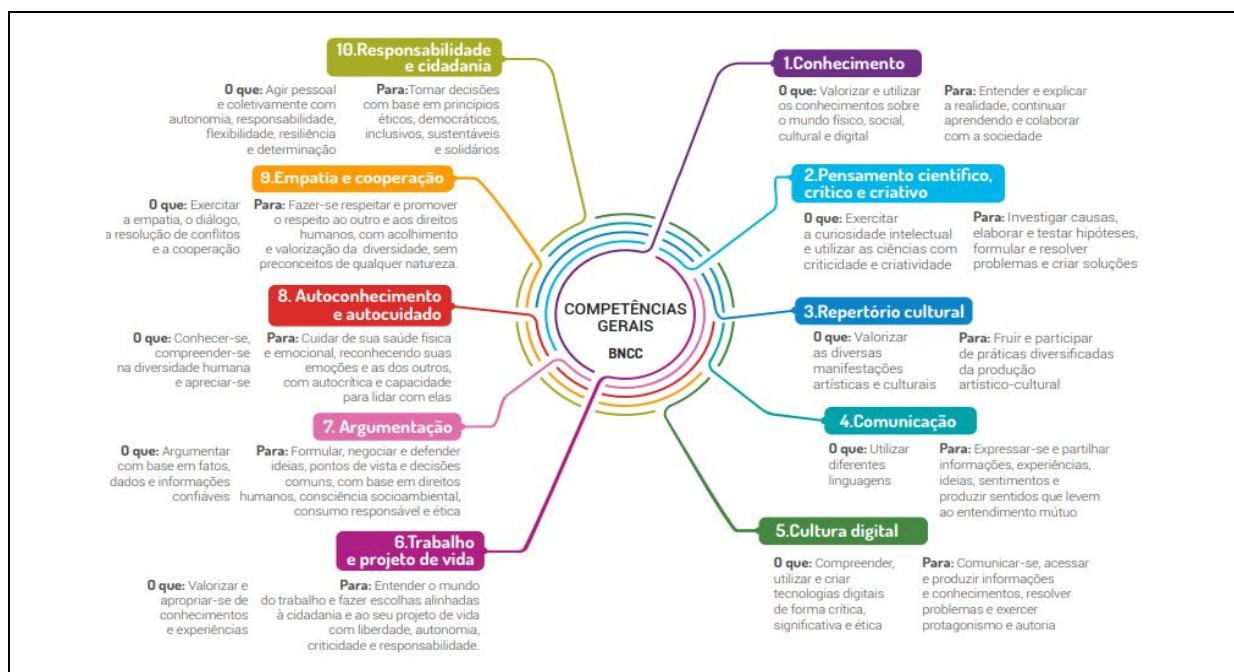 COMPETÊNCIAS
GERAIS
BNCC
1.Conhecimento
O que: Valorizar e utilizar
os conhecimentos sobre
o mundo físico, social,
cultural e digital
Para: Entender e explicar
a realidade, continuar
aprendendo e colaborar
com a sociedade
2.Pensamento científico,
crítico e criativo
O que: Exercitar
a curiosidade intelectual
e utilizar as ciências com
criticidade e criatividade
Para: Investigar causas,
elaborar e testar hipóteses,
formular e resolver
problemas e criar soluções
3.Repertório cultural
O que: Valorizar
as diversas
manifestações
artísticas e culturais
Para: Fruir e participar
de práticas diversificadas
da produção
artístico-cultural
4.Comunicação
O que: Utilizar
diferentes
linguagens
Para: Expressar-se e partilhar
informações, experiências,
ideias, sentimentos e
produzir sentidos que levem
ao entendimento mútuo
5.Cultura digital
O que: Compreender,
utilizar e criar
tecnologias digitais
de forma crítica,
significativa e ética
Para: Comunicar-se, acessar
e produzir informações
e conhecimentos, resolver
problemas e exercer
protagonismo e autoria
6.Trabalho
e projeto de vida
O que: Valorizar e
apropriar-se de
conhecimentos
e experiências
Para: Entender o mundo
do trabalho e fazer escolhas alinhadas
à cidadania e ao seu projeto de vida
com liberdade, autonomia,
criticidade e responsabilidade.
7. Argumentação
O que: Argumentar
com base em fatos,
dados e informações
confiáveis
Para: Formular, negociar e defender
ideias, pontos de vista e decisões
comuns, com base em direitos
humanos, consciência socioambiental,
consumo responsável e ética
8. Autoconhecimento
e autocuidado
O que: Conhecer-se,
compreender-se
na diversidade humana
e apreciar-se
Para: Cuidar de sua saúde física
e emocional, reconhecendo suas
emoções e as dos outros,
com autocrítica e capacidade
para lidar com elas
9.Empatia e cooperação
O que: Exercitar
a empatia, o diálogo,
a resolução de conflitos
e a cooperação
Para: Fazer-se respeitar e promover
o respeito ao outro e aos direitos
humanos, com acolhimento
e valorização da diversidade, sem
preconceitos de qualquer natureza.
10.Responsabilidade
e cidadania
O que: Agir pessoal
e coletivamente com
autonomia, responsabilidade,
flexibilidade, resiliência
e determinação
Para:Tomar decisões
com base em princípios
éticos, democráticos,
inclusivos, sustentáveis
e solidários